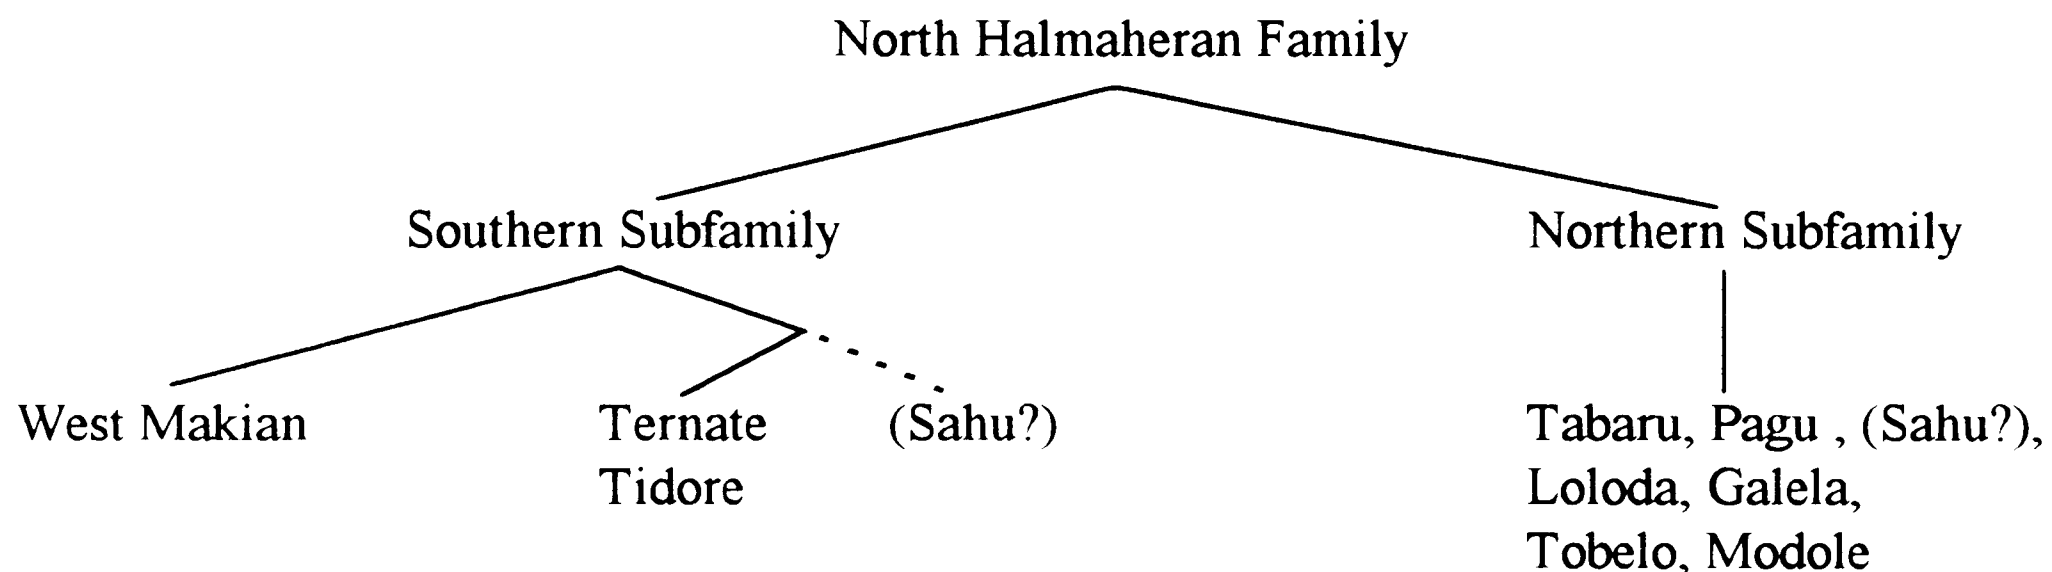 North Halmaheran Family
Southern Subfamily
Northern Subfamily
West Makian
Ternate
Tidore
(Sahu?)
Tabaru, Pagu , (Sahu?),
Loloda, Galela,
Tobelo, Modole